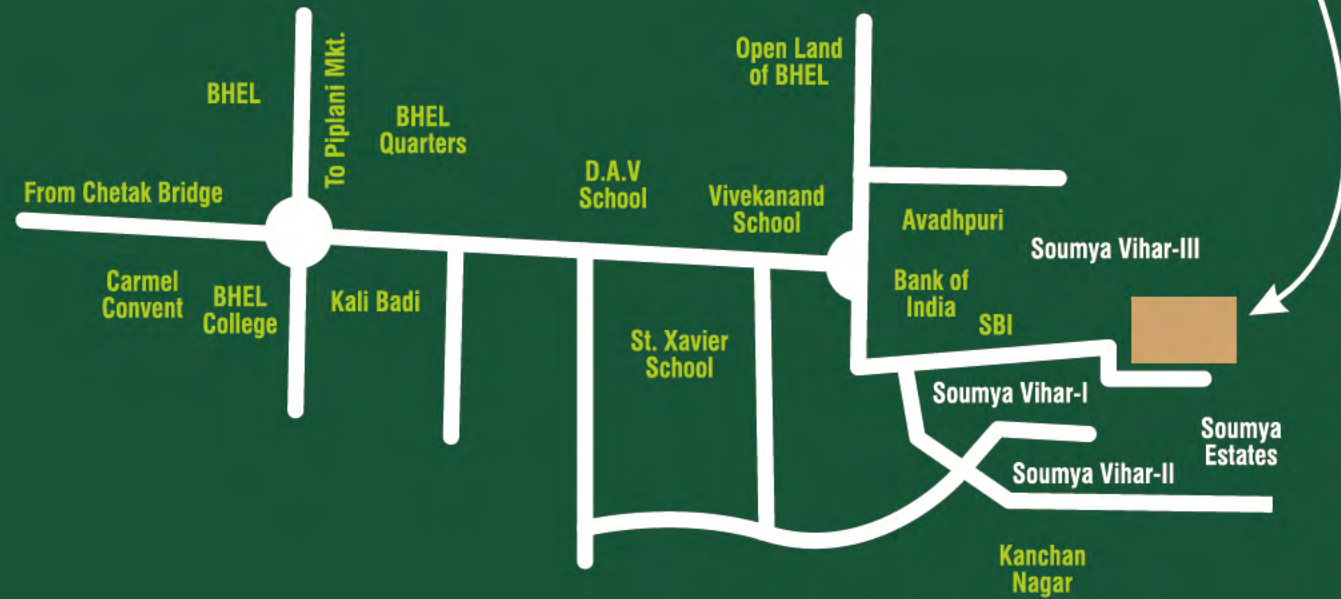 Open Land
of BHEL
BHEL
To Piplani Mkt.
BHEL
Quarters
D.A.V
School
From Chetak Bridge
Vivekanand
School
Avadhpuri
Soumya Vihar-III
Carmel
Convent
BHEL
College
Kali Badi
Bank of
India
SBI
St. Xavier
School
Soumya Vihar-I
Soumya
Estates
Soumya Vihar-II
Kanchan
Nagar